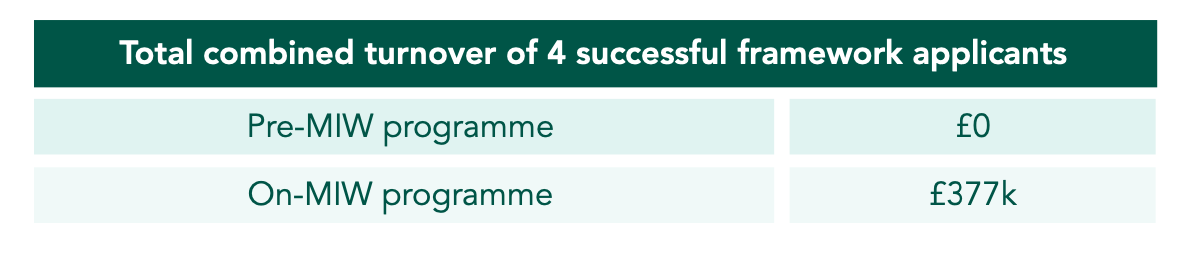 Total combined turnover of 4 successful framework applicants
Pre-MIW programme £0
On-MIW programme £377k